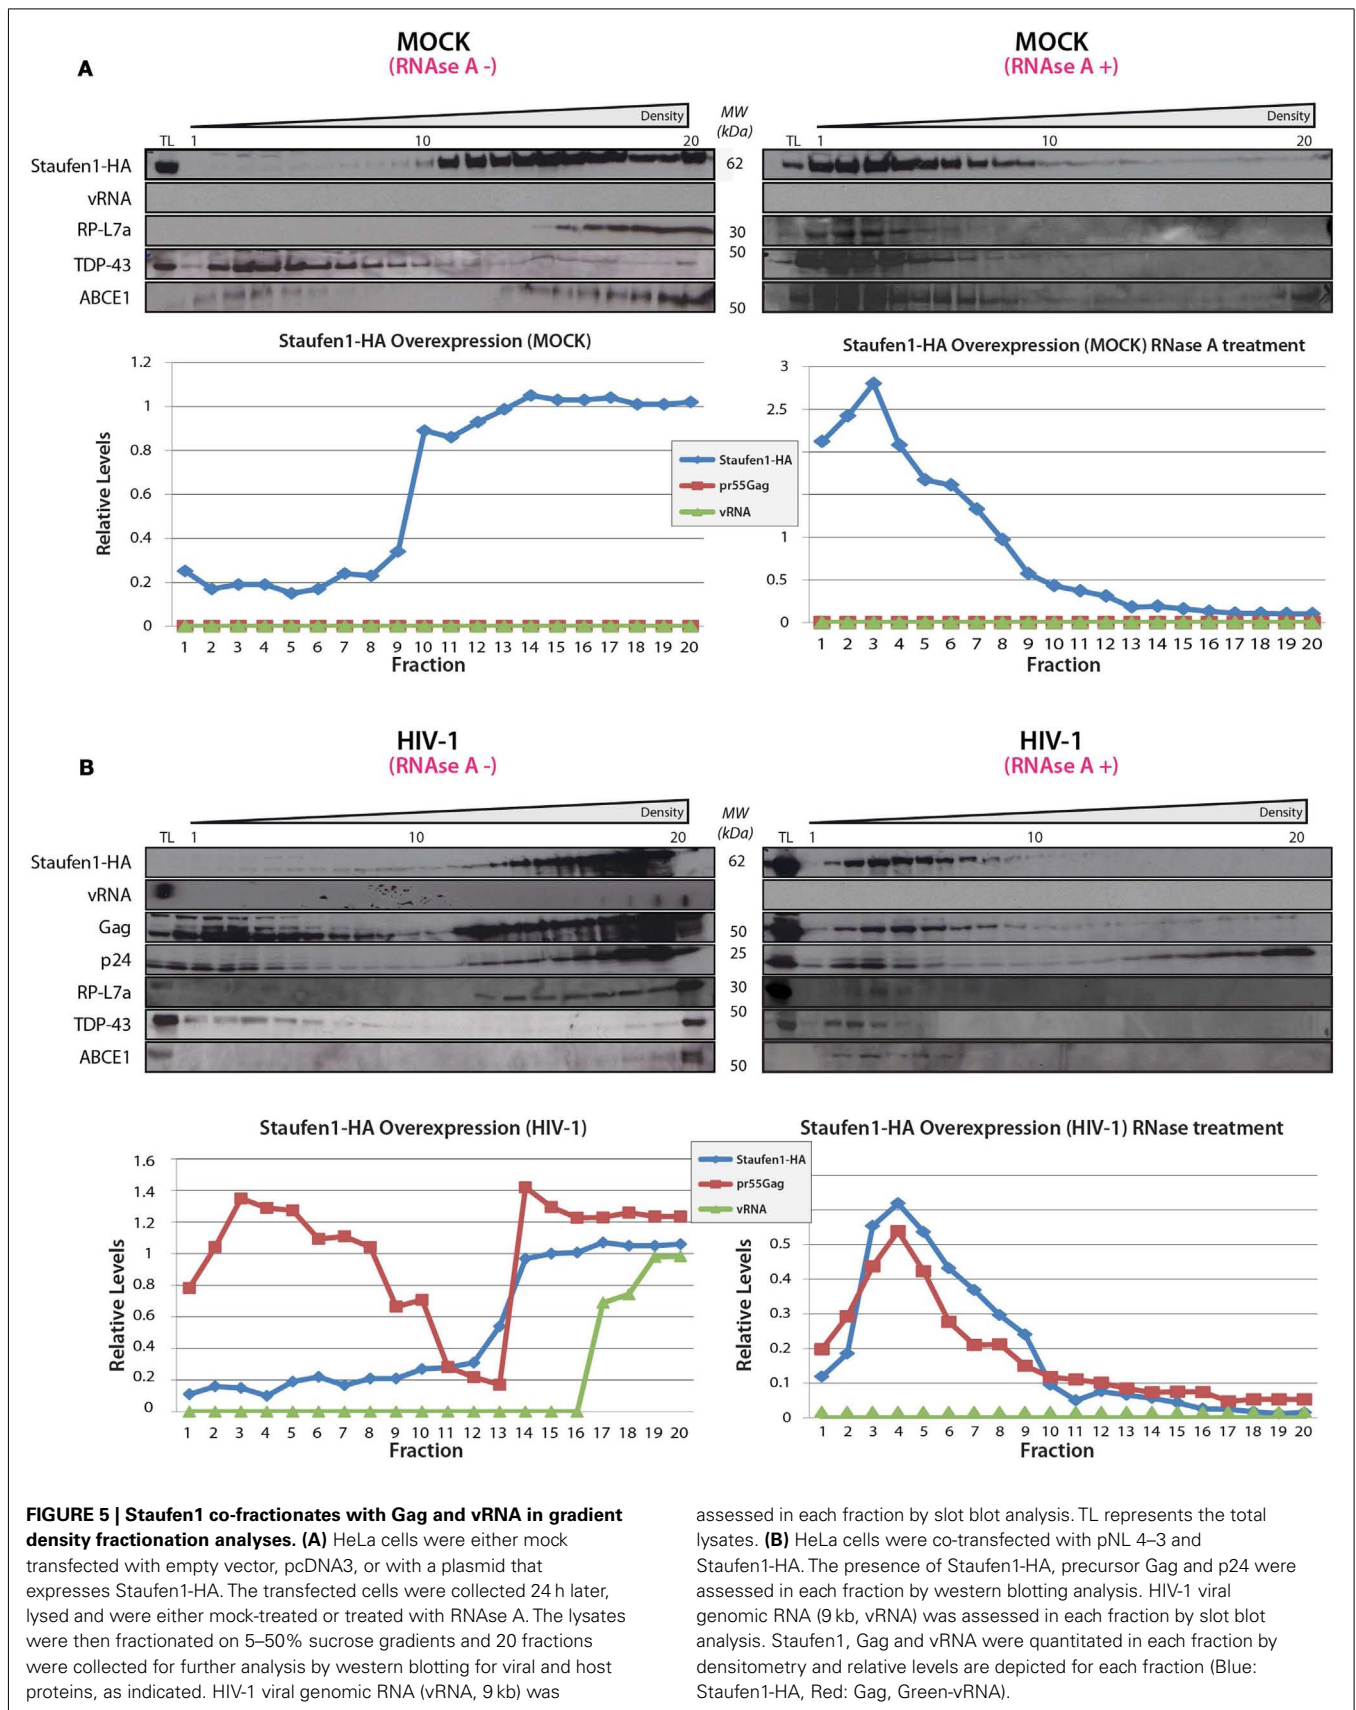 A
MOCK
(RNAse A -)
MOCK
(RNAse A +)
Density
MW
(kDa)
Density
TL 1 10 20
TL 1 10 20
Staufen1-HA
62
vRNA
RP-L7a
30
TDP-43
50
ABCE1
50
Staufen1-HA Overexpression (MOCK)
1.2
1
0.8
0.6
0.4
0.2
0
Relative Levels
1 2 3 4 5 6 7 8 9 10 11 12 13 14 15 16 17 18 19 20
Fraction
Staufen1-HA
pr55Gag
vRNA
Staufen1-HA Overexpression (MOCK) RNase A treatment
3
2.5
1
0.5
0
1 2 3 4 5 6 7 8 9 10 11 12 13 14 15 16 17 18 19 20
Fraction
B
HIV-1
(RNAse A -)
HIV-1
(RNAse A +)
Density
MW
(kDa)
Density
TL 1 10 20
TL 1 10 20
Staufen1-HA
62
vRNA
Gag
50
p24
25
RP-L7a
30
TDP-43
50
ABCE1
50
Staufen1-HA Overexpression (HIV-1)
1.6
1.4
1.2
1
0.8
0.6
0.4
0.2
0
Relative Levels
1 2 3 4 5 6 7 8 9 10 11 12 13 14 15 16 17 18 19 20
Fraction
Staufen1-HA
pr55Gag
vRNA
Staufen1-HA Overexpression (HIV-1) RNase treatment
0.5
0.4
0.3
0.2
0.1
0
Relative Levels
1 2 3 4 5 6 7 8 9 10 11 12 13 14 15 16 17 18 19 20
Fraction
FIGURE 5 | Staufen1 co-fractionates with Gag and vRNA in gradient
density fractionation analyses. (A) HeLa cells were either mock
transfected with empty vector, pcDNA3, or with a plasmid that
expresses Staufen1-HA. The transfected cells were collected 24 h later,
lysed and were either mock-treated or treated with RNAse A. The lysates
were then fractionated on 5–50% sucrose gradients and 20 fractions
were collected for further analysis by western blotting for viral and host
proteins, as indicated. HIV-1 viral genomic RNA (vRNA, 9 kb) was
assessed in each fraction by slot blot analysis. TL represents the total
lysates. (B) HeLa cells were co-transfected with pNL 4–3 and
Staufen1-HA. The presence of Staufen1-HA, precursor Gag and p24 were
assessed in each fraction by western blotting analysis. HIV-1 viral
genomic RNA (9 kb, vRNA) was assessed in each fraction by slot blot
analysis. Staufen1, Gag and vRNA were quantitated in each fraction by
densitometry and relative levels are depicted for each fraction (Blue:
Staufen1-HA, Red: Gag, Green-vRNA).